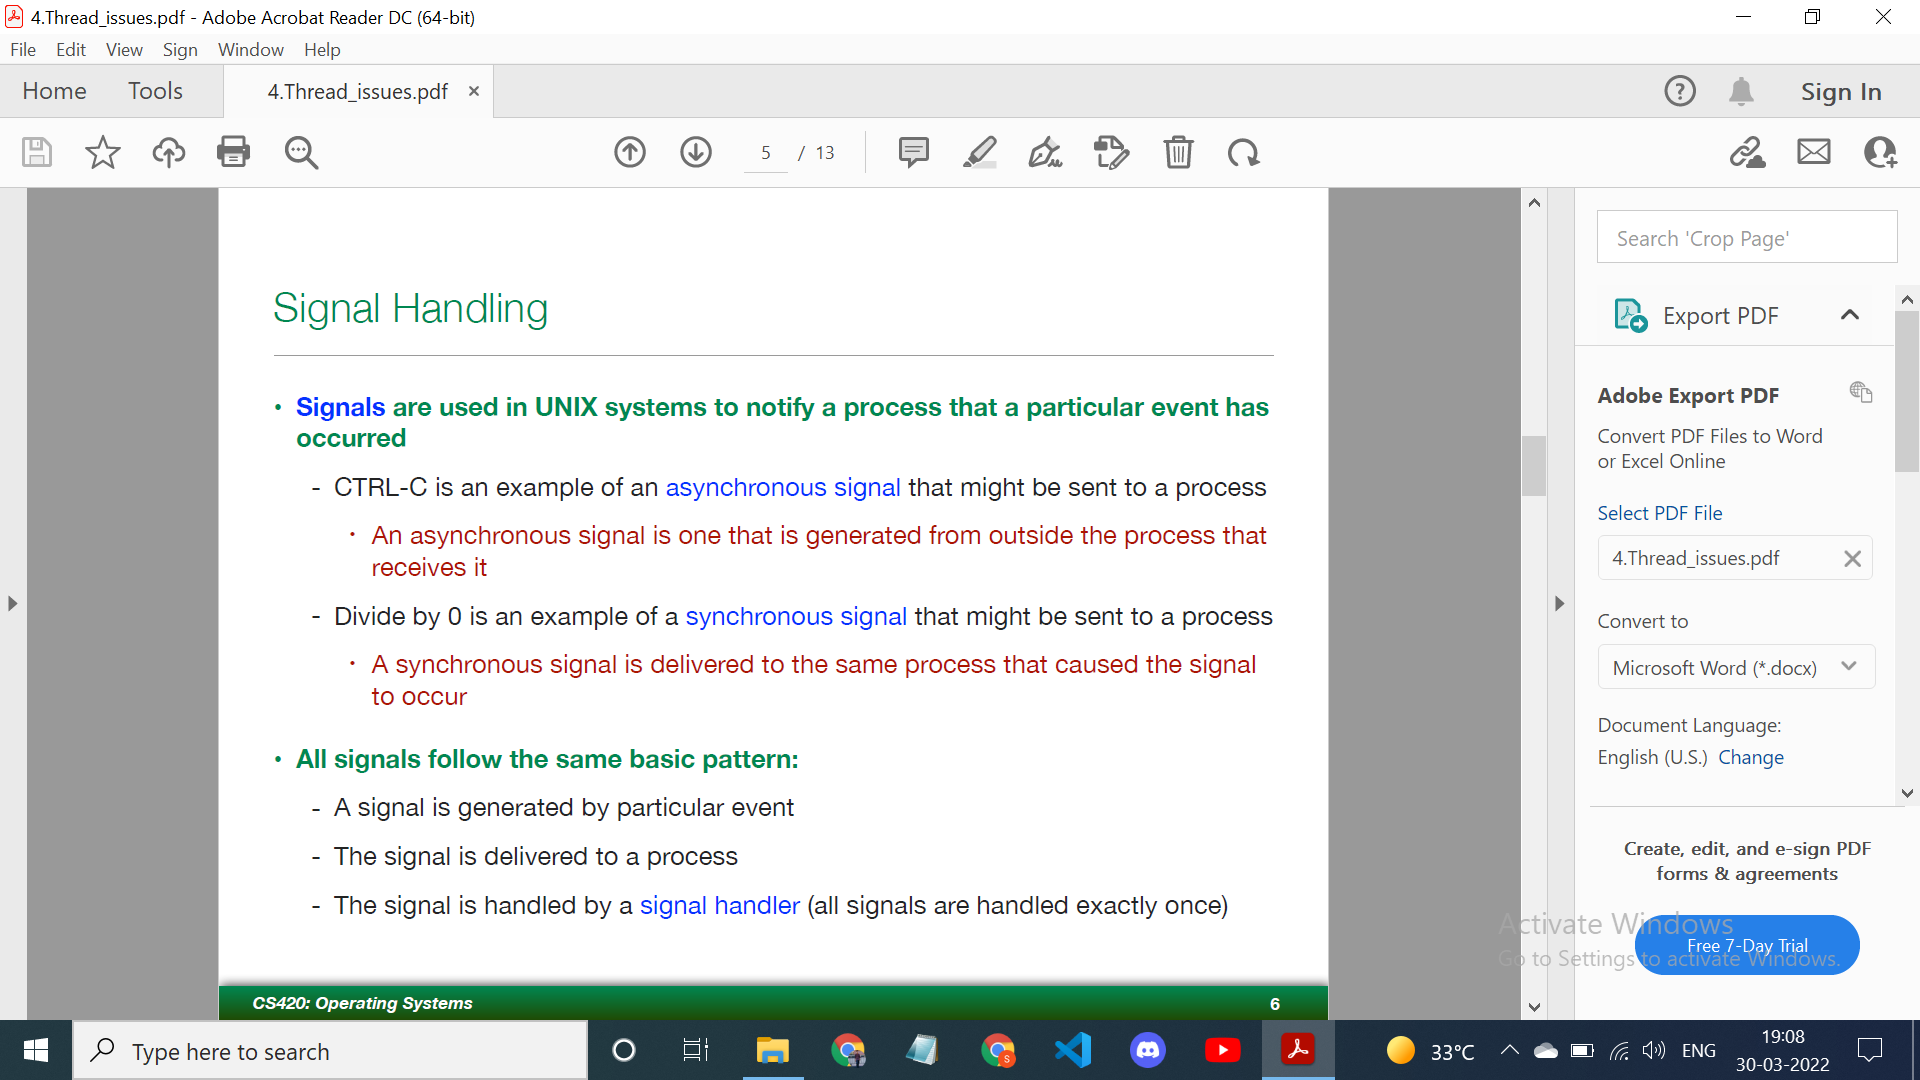 4.Thread_issues.pdf - Adobe Acrobat Reader DC (64-bit)
File Edit View Sign Window Help
Home Tools 4.Thread_issues.pdf × Sign In
5 / 13
Signal Handling
• Signals are used in UNIX systems to notify a process that a particular event has
occurred
- CTRL-C is an example of an asynchronous signal that might be sent to a process
• An asynchronous signal is one that is generated from outside the process that
receives it
- Divide by 0 is an example of a synchronous signal that might be sent to a process
• A synchronous signal is delivered to the same process that caused the signal
to occur
• All signals follow the same basic pattern:
- A signal is generated by particular event
- The signal is delivered to a process
- The signal is handled by a signal handler (all signals are handled exactly once)
CS420: Operating Systems 6
Search 'Crop Page'
Export PDF
Adobe Export PDF
Convert PDF Files to Word
or Excel Online
Select PDF File
4.Thread_issues.pdf
Convert to
Microsoft Word (*.docx)
Document Language:
English (U.S.) Change
Create, edit, and e-sign PDF
forms & agreements
Free 7-Day Trial
Activate Windows
Go to Settings to activate Windows.
Type here to search
33°C
ENG
19:08
30-03-2022